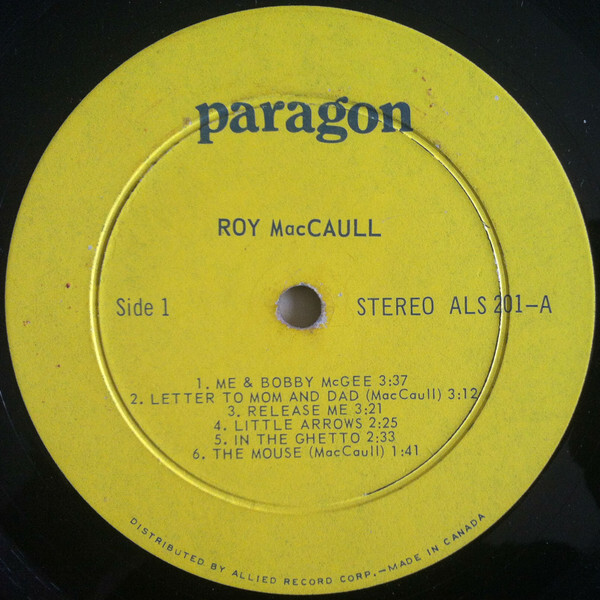 paragon
ROY MacCAULL
Side 1
STEREO ALS 201-A
1. ME & BOBBY McGEE 3:37
2. LETTER TO MOM AND DAD (MacCaull) 3:12
3. RELEASE ME 3:21
4. LITTLE ARROWS 2:25
5. IN THE GHETTO 2:33
6. THE MOUSE (MacCaull) 1:41
DISTRIBUTED BY ALLIED RECORD CORP.—MADE IN CANADA